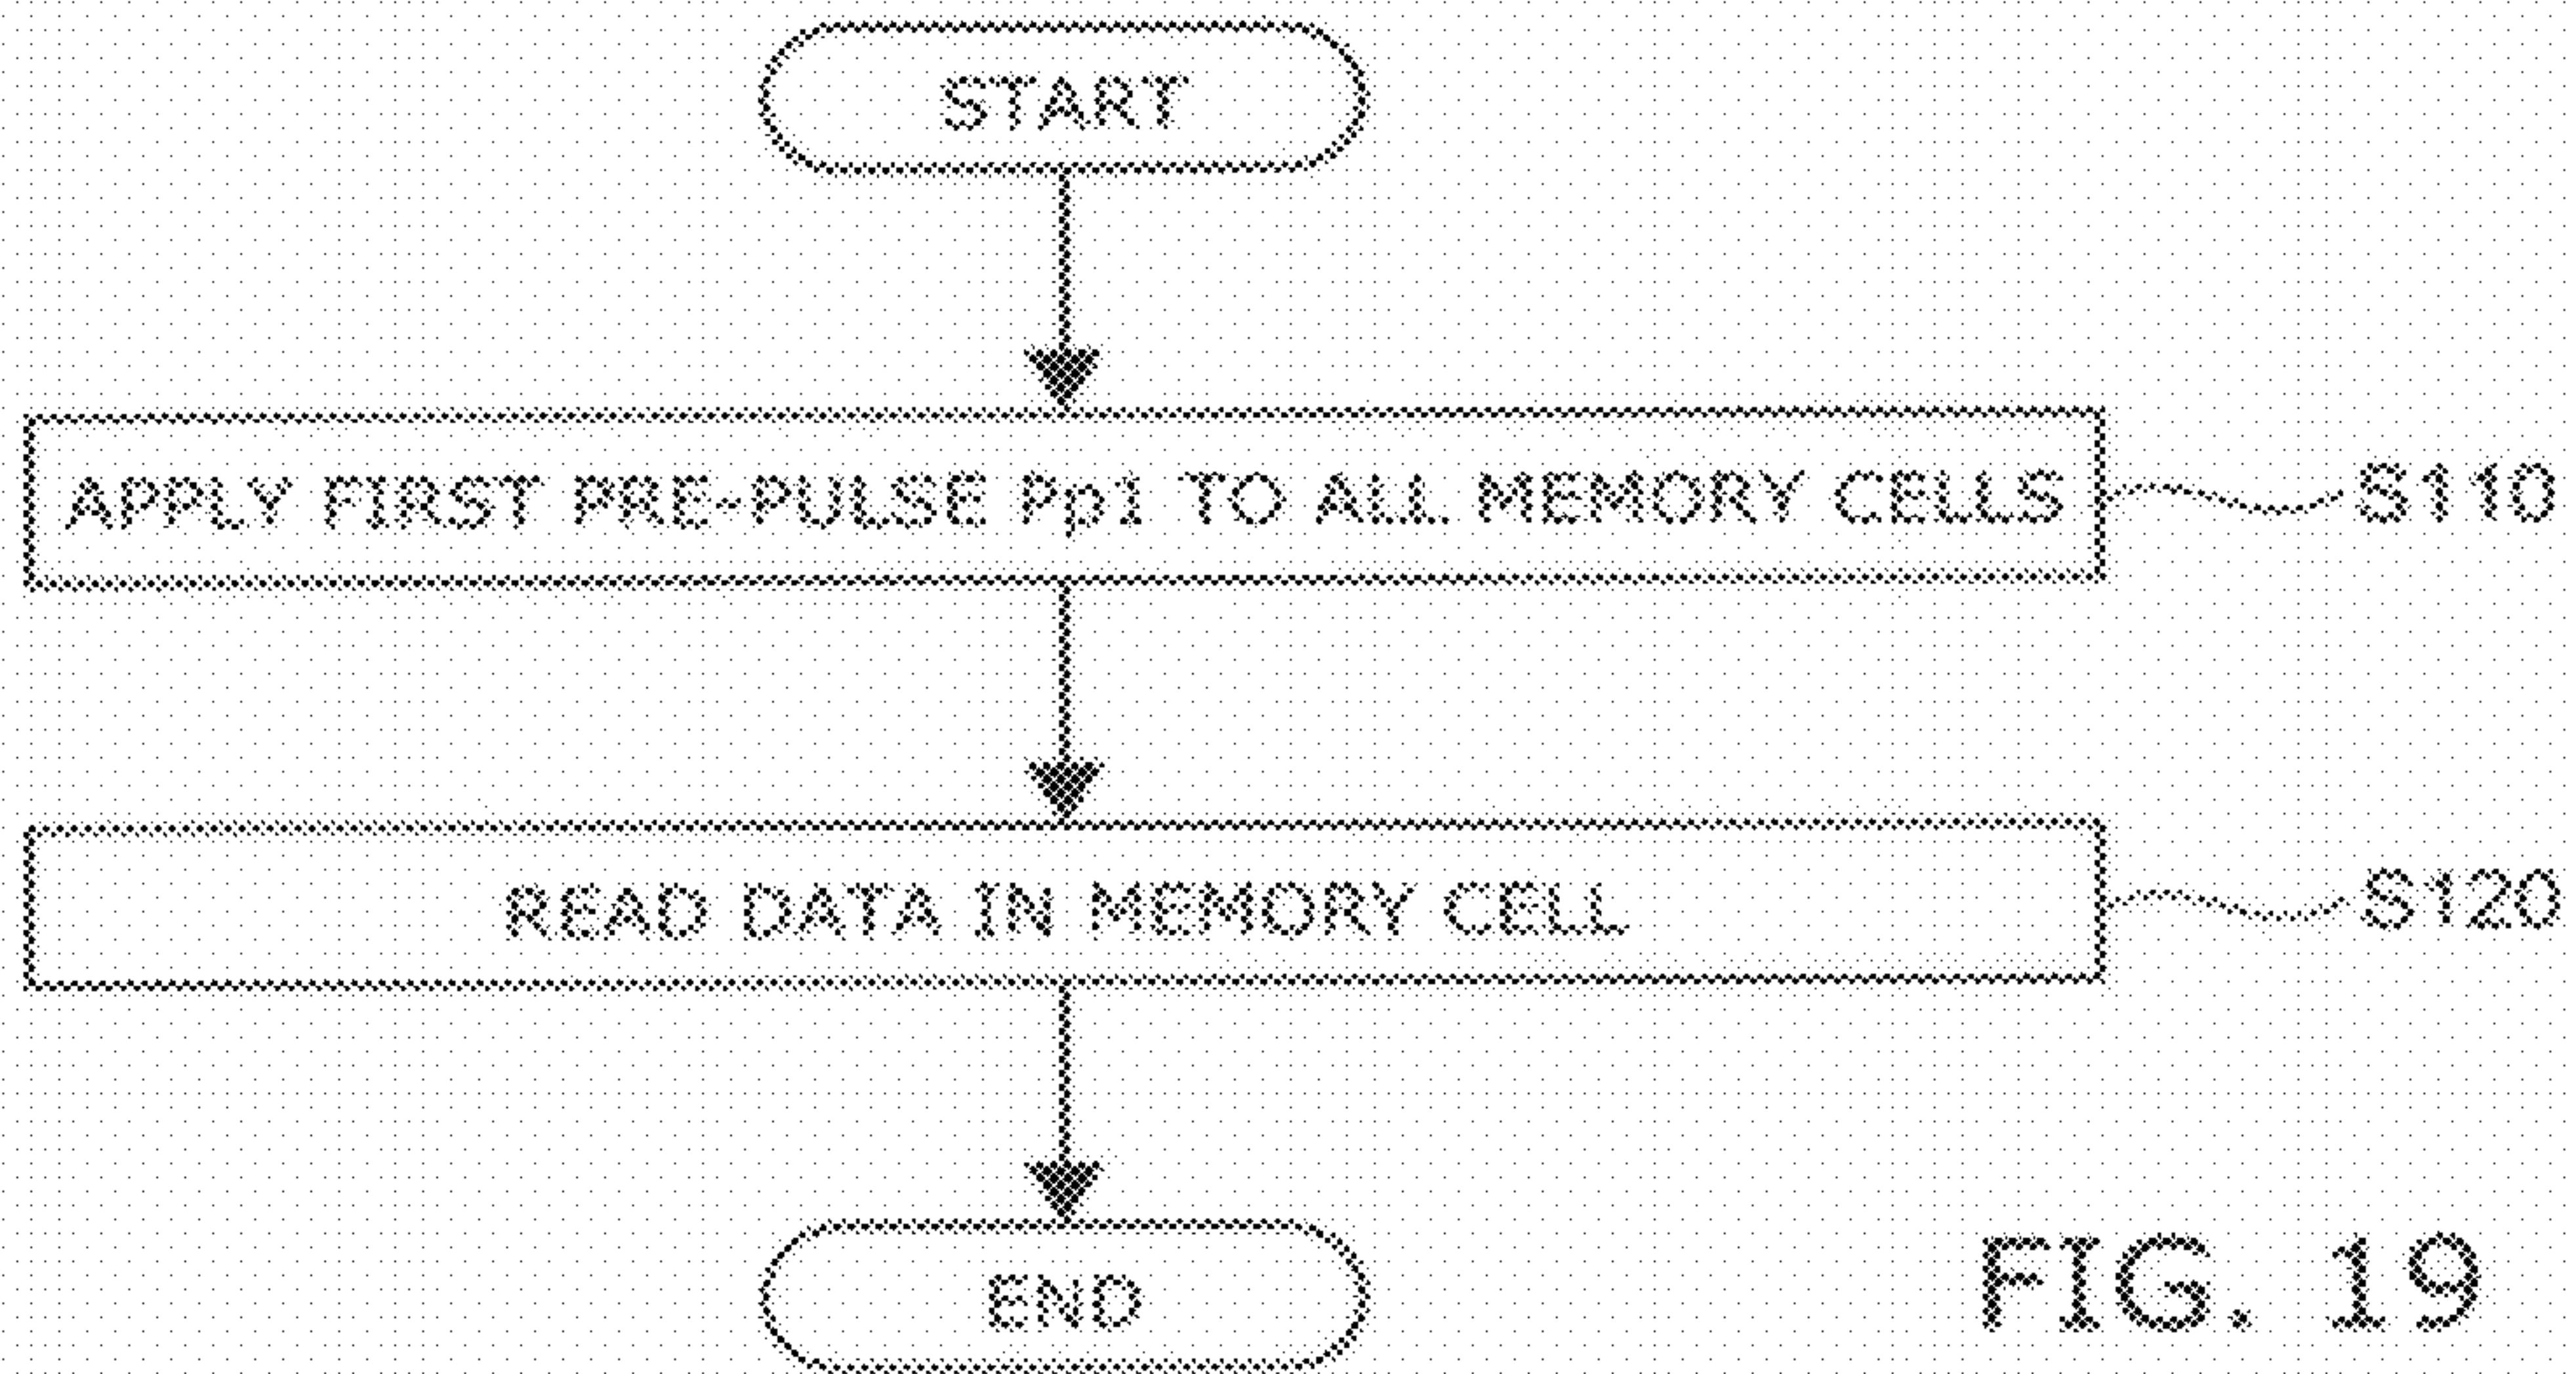 START
APPLY FIRST PRE-PULSE Pp1 TO ALL MEMORY CELLS
S110
READ DATA IN MEMORY CELL
S120
END
FIG. 19